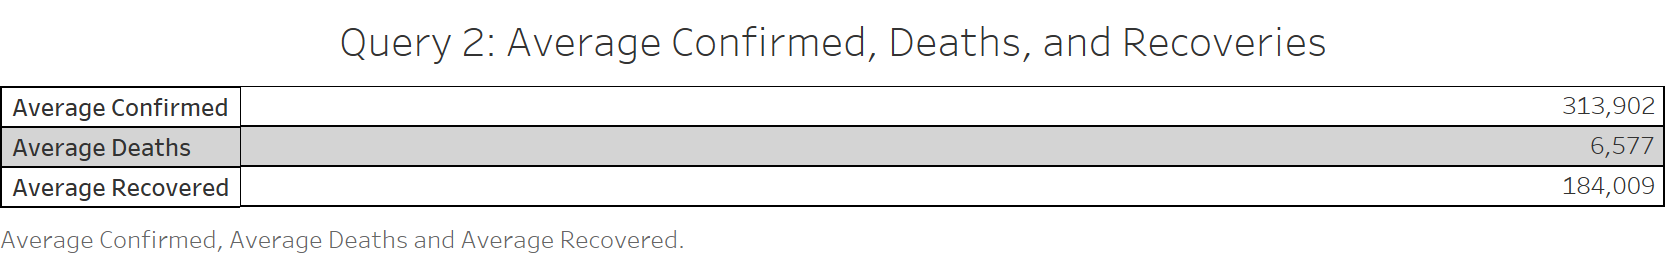 Query 2: Average Confirmed, Deaths, and Recoveries
Average Confirmed 313,902
Average Deaths 6,577
Average Recovered 184,009
Average Confirmed, Average Deaths and Average Recovered.